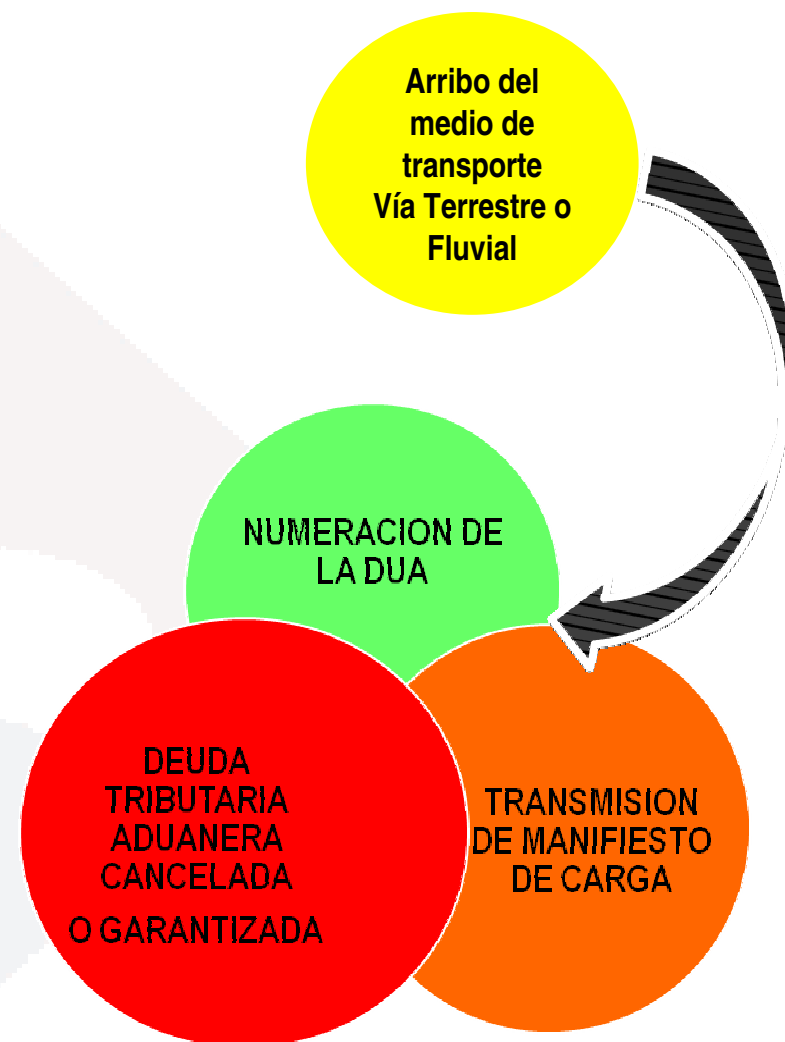 Arribo del
medio de
transporte
Vía Terrestre o
Fluvial
NUMERACION DE
LA DUA
DEUDA
TRIBUTARIA
ADUANERA
CANCELADA
O GARANTIZADA
TRANSMISION
DE MANIFIESTO
DE CARGA